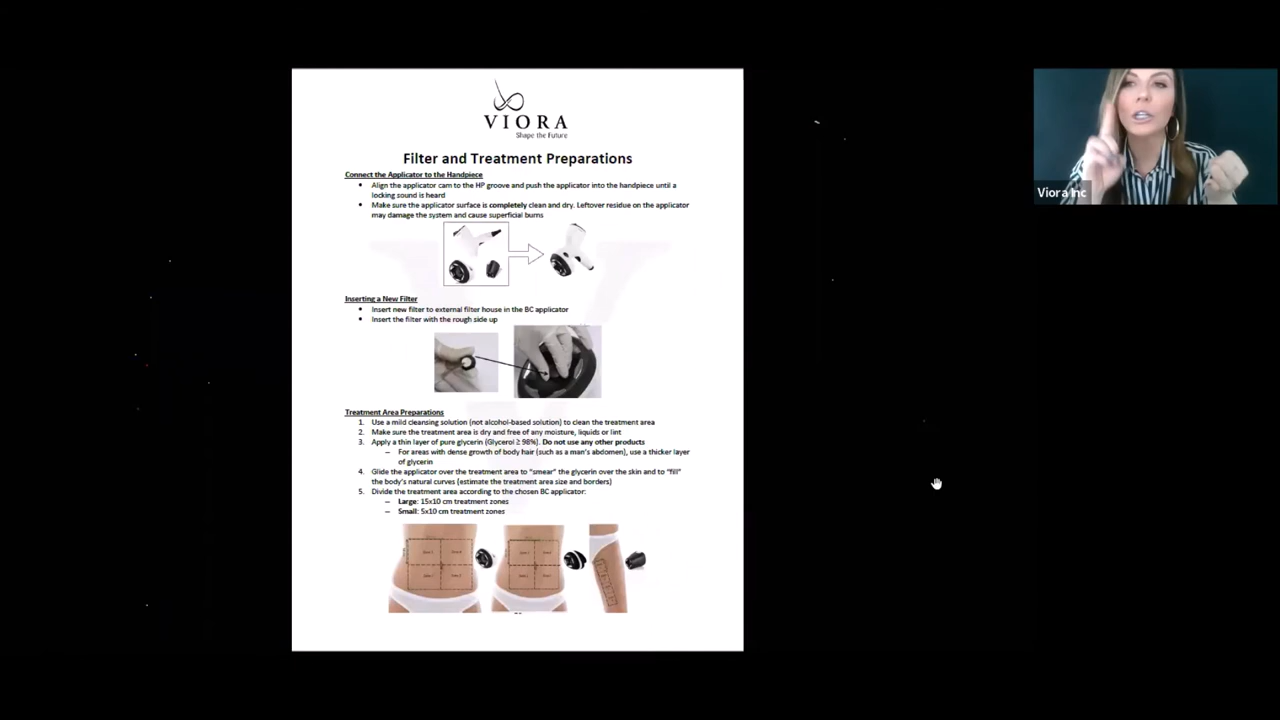 VIORA
Shape the Future
Filter and Treatment Preparations
Connect the Applicator to the Handpiece
• Align the applicator cam to the HP groove and push the applicator into the handpiece until a
locking sound is heard
• Make sure the applicator surface is completely clean and dry. Leftover residue on the applicator
may damage the system and cause superficial burns
Inserting a New Filter
• Insert new filter to external filter house in the BC applicator
• Insert the filter with the rough side up
Treatment Area Preparations
1. Use a mild cleansing solution (not alcohol-based solution) to clean the treatment area
2. Make sure the treatment area is dry and free of any moisture, liquids or lint
3. Apply a thin layer of pure glycerin (Glycerol ≥ 98%). Do not use any other products
– For areas with dense growth of body hair (such as a man's abdomen), use a thicker layer
of glycerin
4. Glide the applicator over the treatment area to "smear" the glycerin over the skin and to "fill"
the body's natural curves (estimate the treatment area size and borders)
5. Divide the treatment area according to the chosen BC applicator:
– Large: 15x10 cm treatment zones
– Small: 5x10 cm treatment zones
Viora Inc